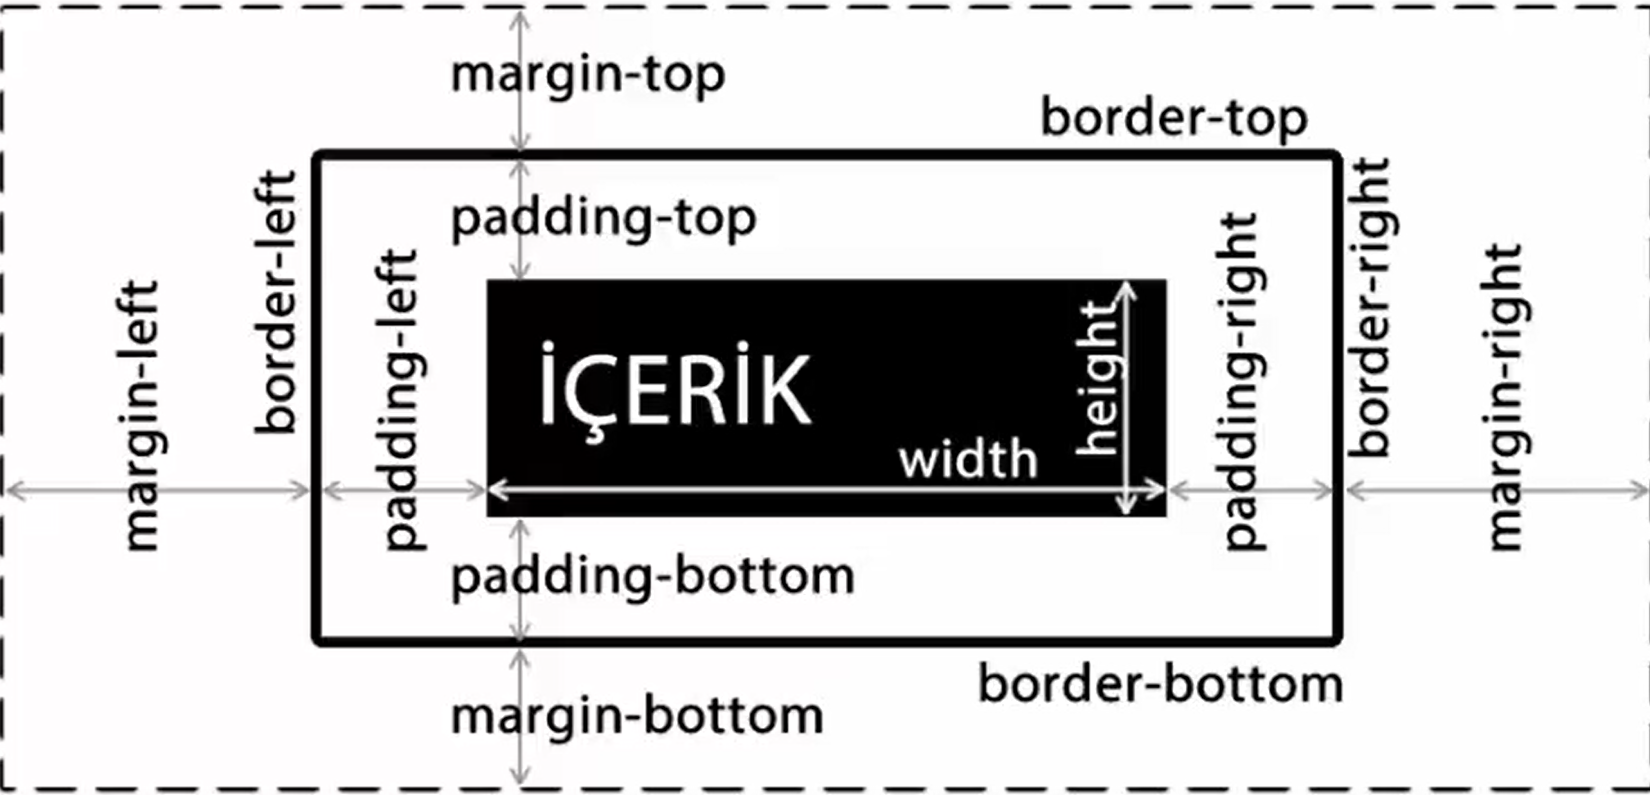 margin-top
border-top
border-left
padding-top
border-right
margin-left
padding-left
İÇERİK
height
width
padding-right
margin-right
padding-bottom
border-bottom
margin-bottom